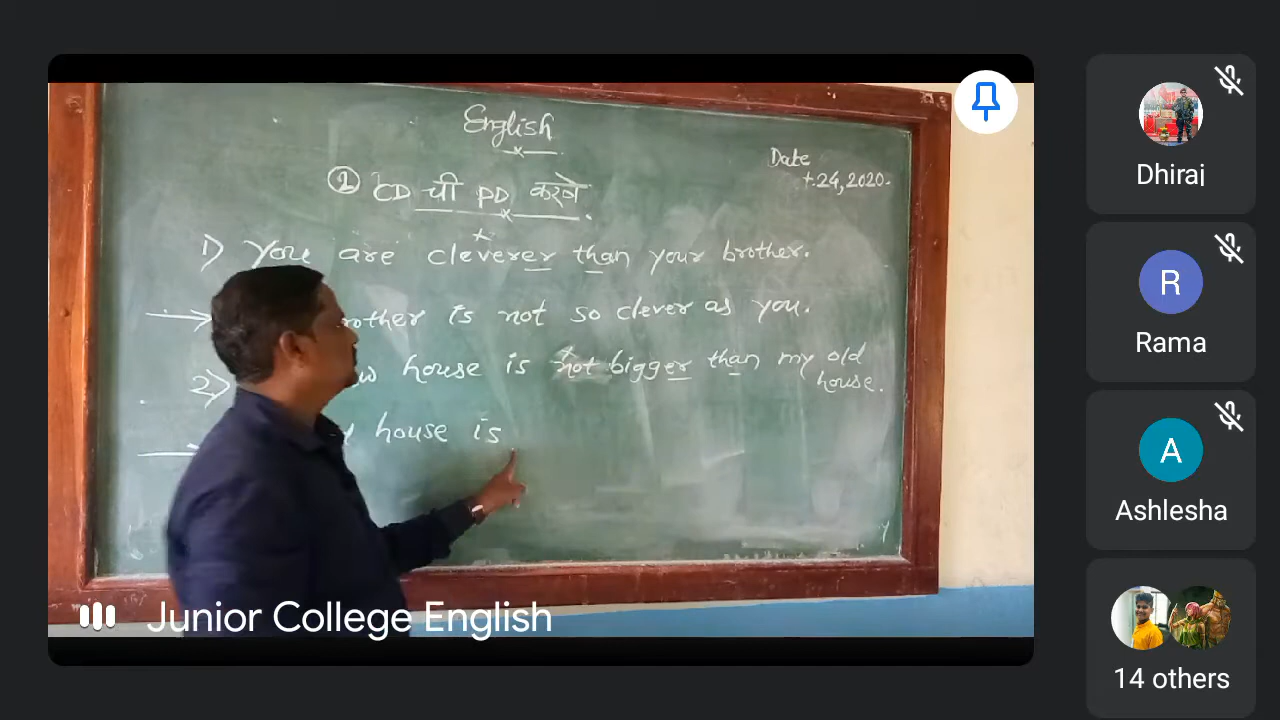 English
① CD ची PD करणे
Date
24, 2020.
1) You are cleverer than your brother.
→ brother is not so clever as you.
2) house is not bigger than my old
house.
house is
Junior College English
Dhiraj
R
Rama
A
Ashlesha
14 others